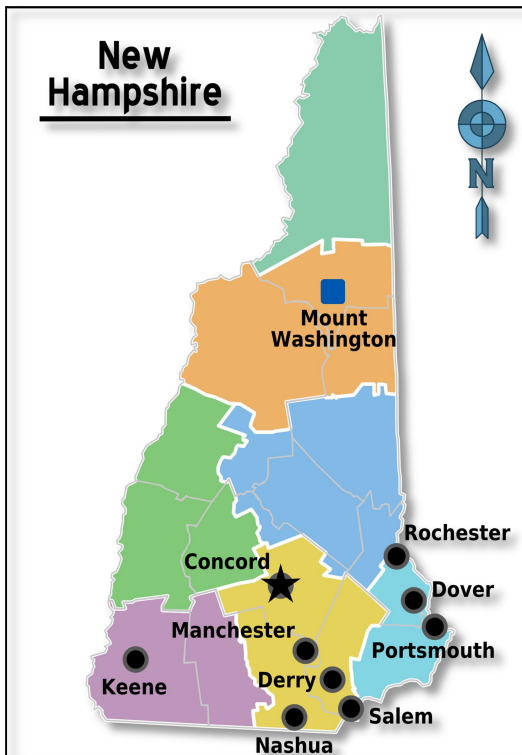 New
Hampshire
N
Mount
Washington
Rochester
Concord
Dover
Manchester
Portsmouth
Derry
Keene
Salem
Nashua